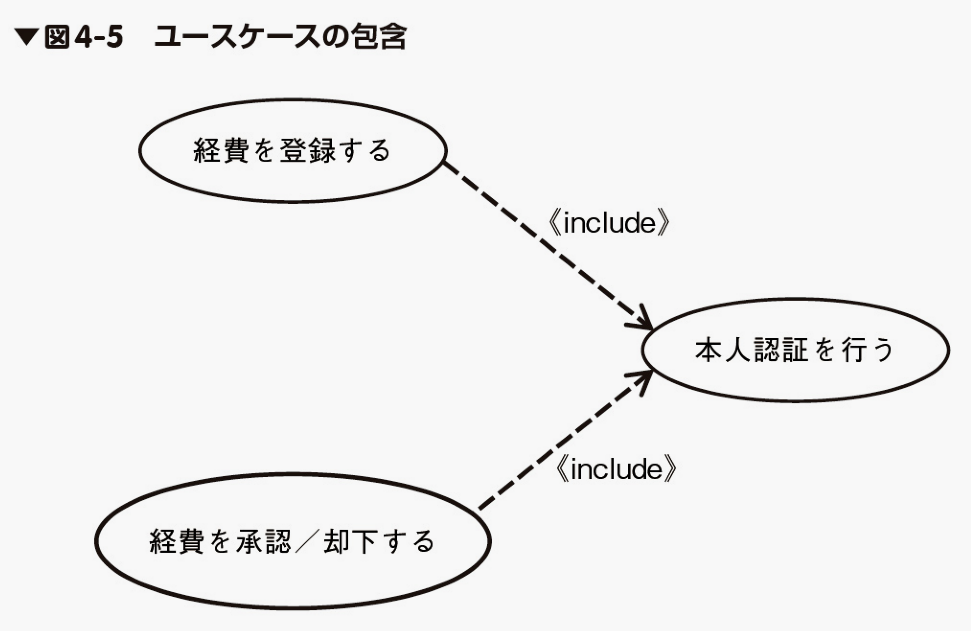 ▼図4-5 ユースケースの包含
経費を登録する
《include》
本人認証を行う
《include》
経費を承認／却下する